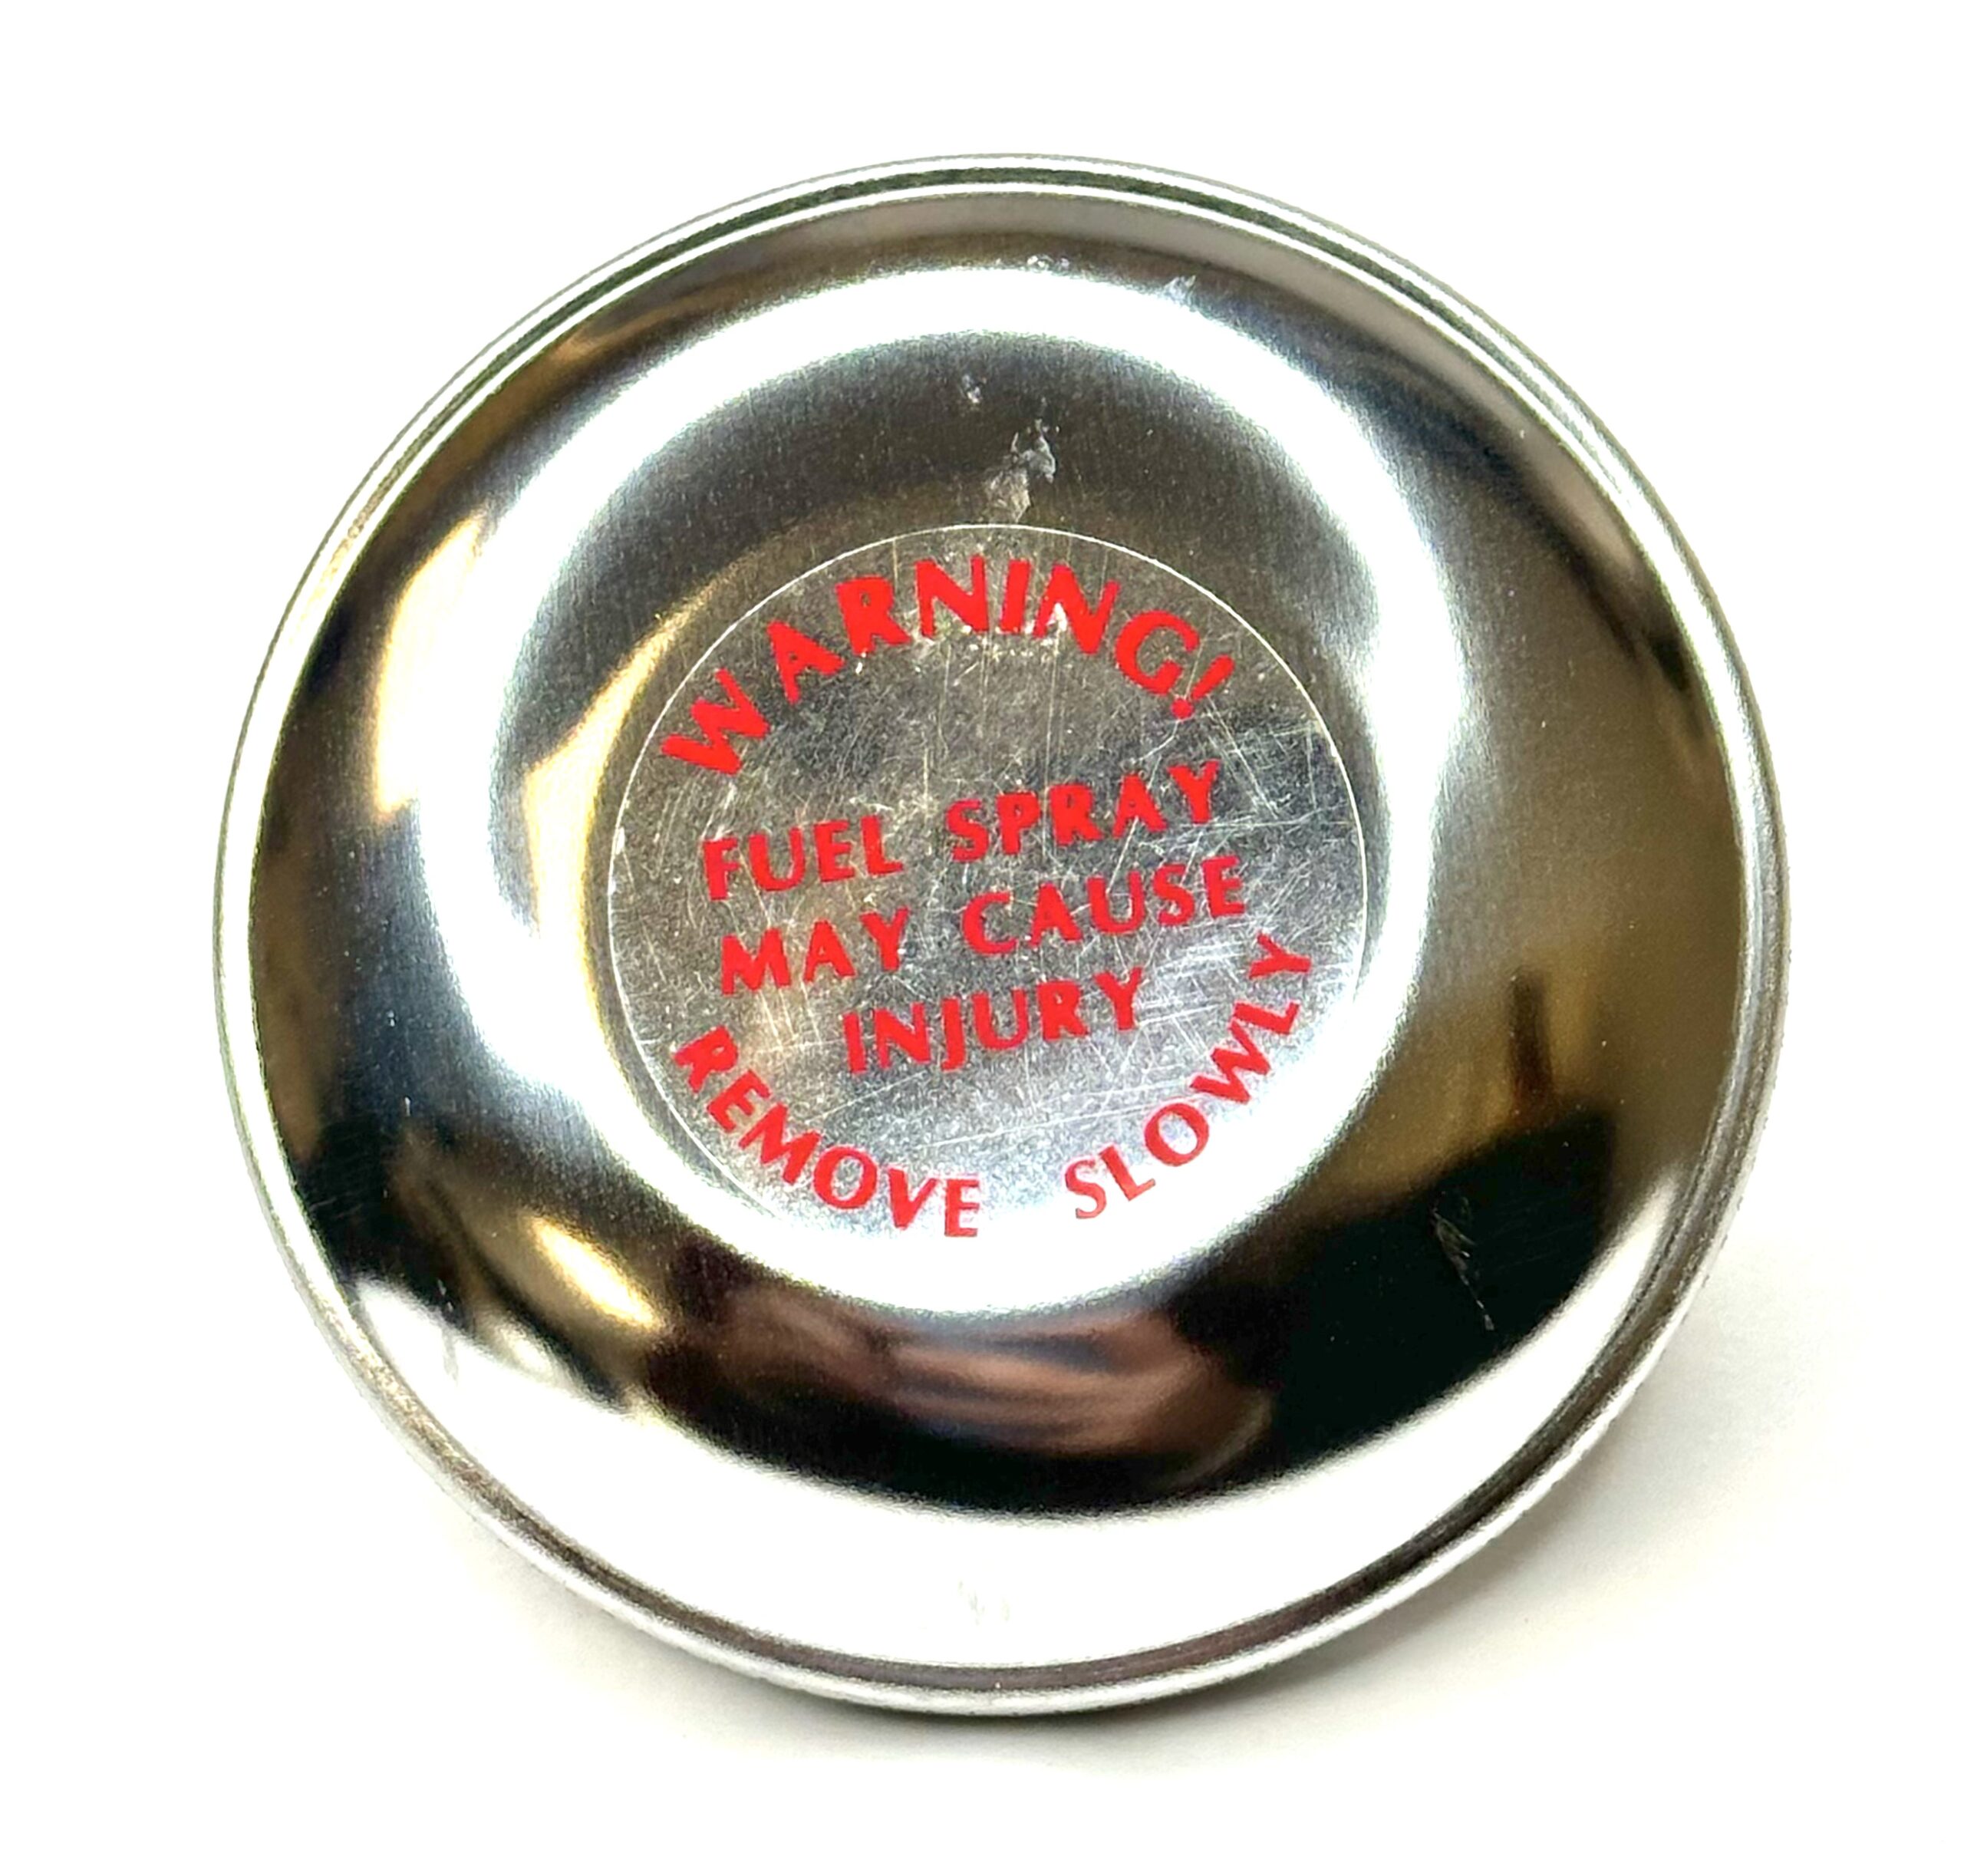 WARNING!
FUEL SPRAY
MAY CAUSE
INJURY
REMOVE SLOWLY